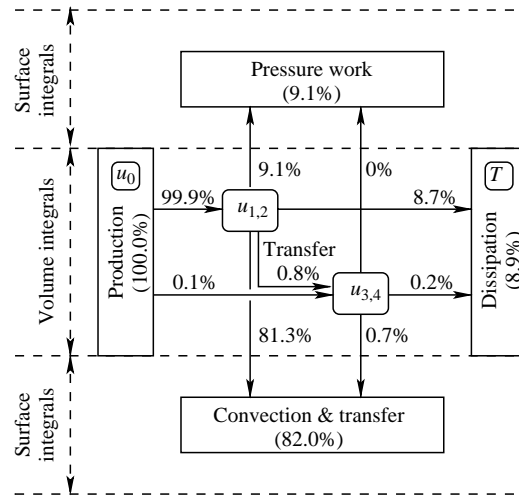 Surface
integrals
Pressure work
(9.1%)
Volume integrals
u0
Production
(100.0%)
99.9%
9.1%
0%
u1,2
8.7%
T
Dissipation
(8.9%)
Transfer
0.8%
0.1%
u3,4
0.2%
81.3%
0.7%
Surface
integrals
Convection & transfer
(82.0%)